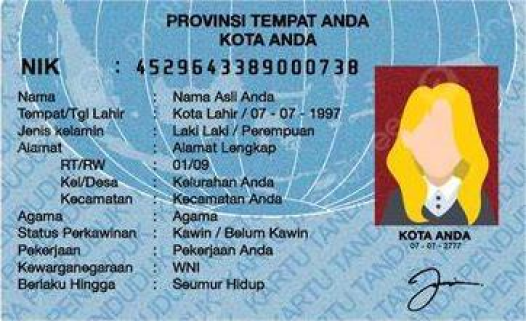 PROVINSI TEMPAT ANDA
KOTA ANDA
NIK : 4529643389000738
Nama : Nama Asli Anda
Tempat/Tgl Lahir : Kota Lahir / 07 - 07 - 1997
Jenis kelamin : Laki Laki / Perempuan
Alamat : Alamat Lengkap
RT/RW : 01/09
Kel/Desa : Kelurahan Anda
Kecamatan : Kecamatan Anda
Agama : Agama
Status Perkawinan : Kawin / Belum Kawin
Pekerjaan : Pekerjaan Anda
Kewarganegaraan : WNI
Berlaku Hingga : Seumur Hidup
KOTA ANDA
07 - 07 - 2777